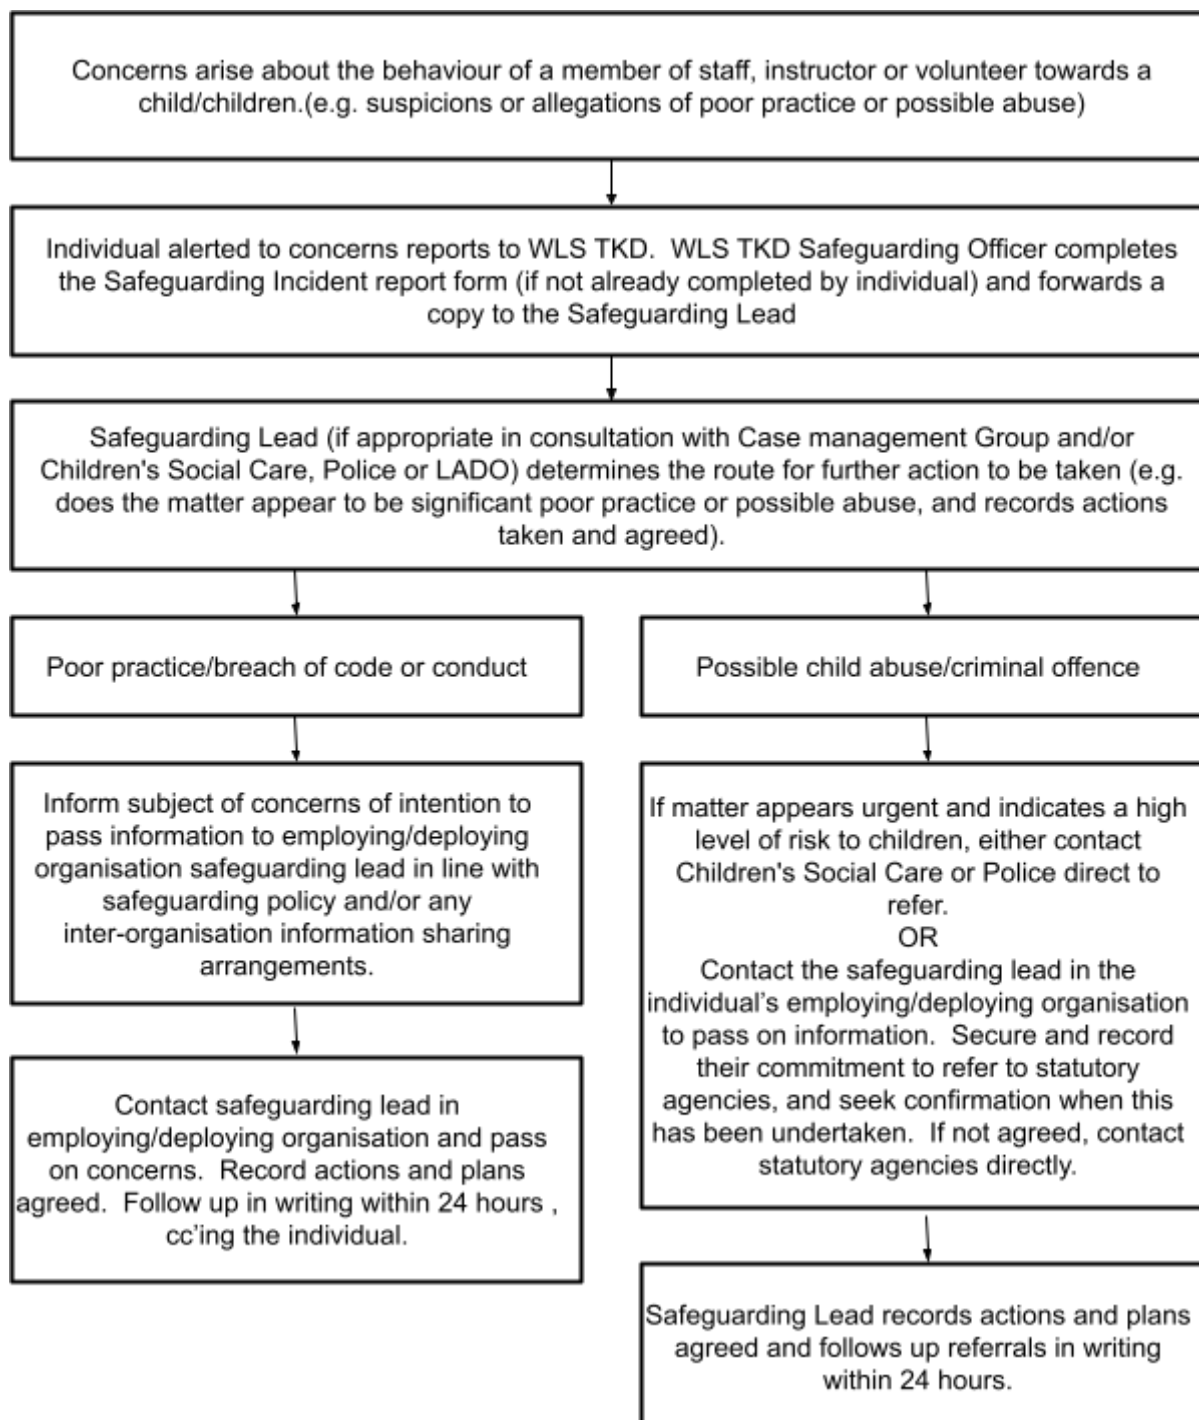 Concerns arise about the behaviour of a member of staff, instructor or volunteer towards a
child/children.(e.g. suspicions or allegations of poor practice or possible abuse)
Individual alerted to concerns reports to WLS TKD.  WLS TKD Safeguarding Officer completes
the Safeguarding Incident report form (if not already completed by individual) and forwards a
copy to the Safeguarding Lead
Safeguarding Lead (if appropriate in consultation with Case management Group and/or
Children's Social Care, Police or LADO) determines the route for further action to be taken (e.g.
does the matter appear to be significant poor practice or possible abuse, and records actions
taken and agreed).
Poor practice/breach of code or conduct
Inform subject of concerns of intention to
pass information to employing/deploying
organisation safeguarding lead in line with
safeguarding policy and/or any
inter-organisation information sharing
arrangements.
Contact safeguarding lead in
employing/deploying organisation and pass
on concerns.  Record actions and plans
agreed.  Follow up in writing within 24 hours ,
cc'ing the individual.
Possible child abuse/criminal offence
If matter appears urgent and indicates a high
level of risk to children, either contact
Children's Social Care or Police direct to
refer.
OR
Contact the safeguarding lead in the
individual’s employing/deploying organisation
to pass on information.  Secure and record
their commitment to refer to statutory
agencies, and seek confirmation when this
has been undertaken.  If not agreed, contact
statutory agencies directly.
Safeguarding Lead records actions and plans
agreed and follows up referrals in writing
within 24 hours.